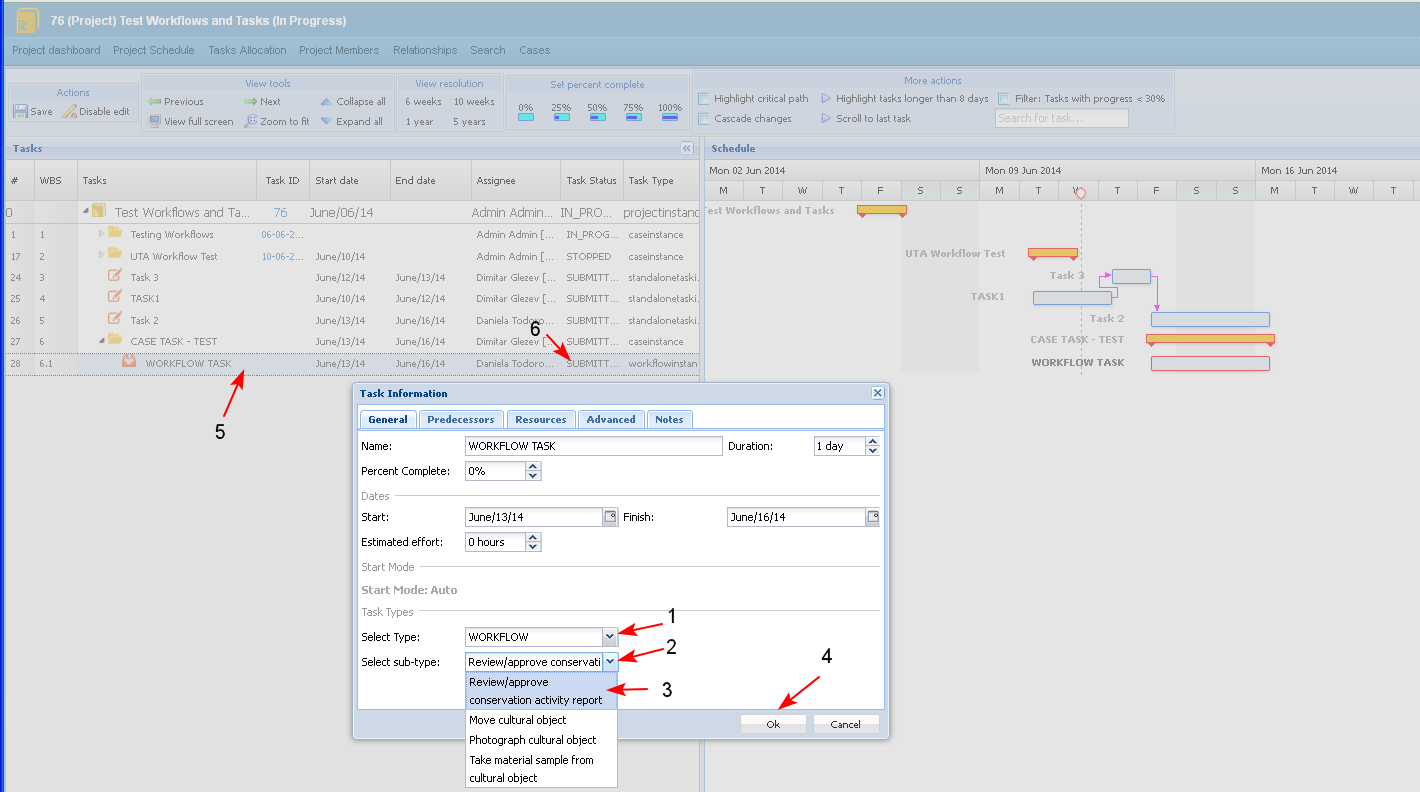 76 (Project) Test Workflows and Tasks (In Progress)
Project dashboard Project Schedule Tasks Allocation Project Members Relationships Search Cases
Actions
Save Disable edit
View tools
Previous Next Collapse all
View full screen Zoom to fit Expand all
View resolution
6 weeks 10 weeks
1 year 5 years
Set percent complete
0% 25% 50% 75% 100%
More actions
Highlight critical path Highlight tasks longer than 8 days Filter: Tasks with progress < 30%
Cascade changes Scroll to last task Search for task...
Tasks
# WBS Tasks Task ID Start date End date Assignee Task Status Task Type
0 Test Workflows and Ta... 76 June/06/14 Admin Admin... IN_PRO... projectinstanc
1 1 Testing Workflows 06-06-2... Admin Admin [... IN_PROG... caseinstance
17 2 UTA Workflow Test 10-06-2... June/10/14 Admin Admin [... STOPPED caseinstance
24 3 Task 3 June/12/14 June/13/14 Dimitar Glezev [... SUBMITT... standalonetaski
25 4 TASK1 June/10/14 June/12/14 Dimitar Glezev [... SUBMITT... standalonetaski
26 5 Task 2 June/13/14 June/16/14 Daniela Todoro... SUBMITT... standalonetaski
27 6 CASE TASK - TEST June/13/14 June/16/14 Dimitar Glezev [... SUBMITT... caseinstance
28 6.1 WORKFLOW TASK June/13/14 June/16/14 Daniela Todoro... SUBMITT... workflowinstan
5
6
Schedule
Mon 02 Jun 2014 Mon 09 Jun 2014 Mon 16 Jun 2014
M T W T F S S M T W T F S S M T W T
Test Workflows and Tasks
UTA Workflow Test
Task 3
TASK1
Task 2
CASE TASK - TEST
WORKFLOW TASK
Task Information
General Predecessors Resources Advanced Notes
Name: WORKFLOW TASK Duration: 1 day
Percent Complete: 0%
Dates
Start: June/13/14 Finish: June/16/14
Estimated effort: 0 hours
Start Mode
Start Mode: Auto
Task Types
Select Type: WORKFLOW 1
Select sub-type: Review/approve conservati 2
Review/approve
conservation activity report 3
Move cultural object
Photograph cultural object
Take material sample from
cultural object
4
Ok Cancel